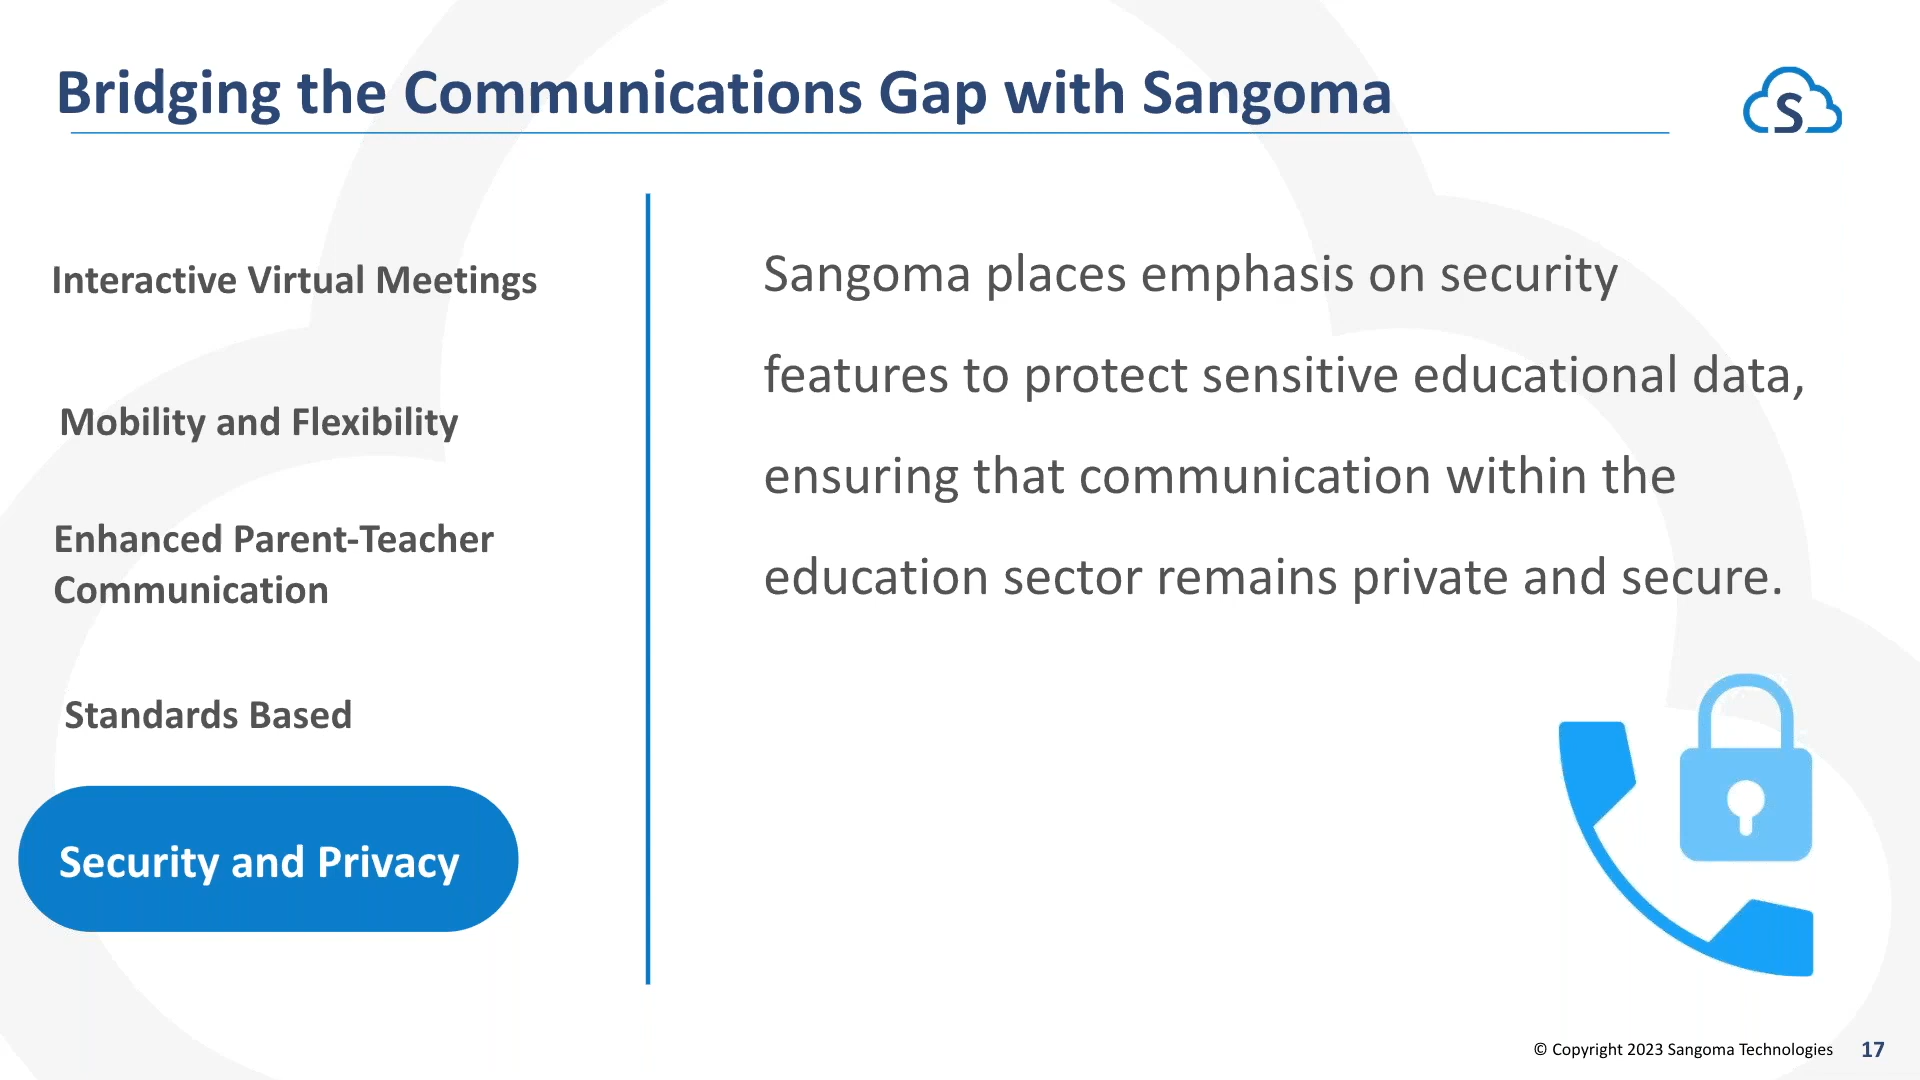 Bridging the Communications Gap with Sangoma
S
Interactive Virtual Meetings
Mobility and Flexibility
Enhanced Parent-Teacher
Communication
Standards Based
Security and Privacy
Sangoma places emphasis on security
features to protect sensitive educational data,
ensuring that communication within the
education sector remains private and secure.
© Copyright 2023 Sangoma Technologies
17